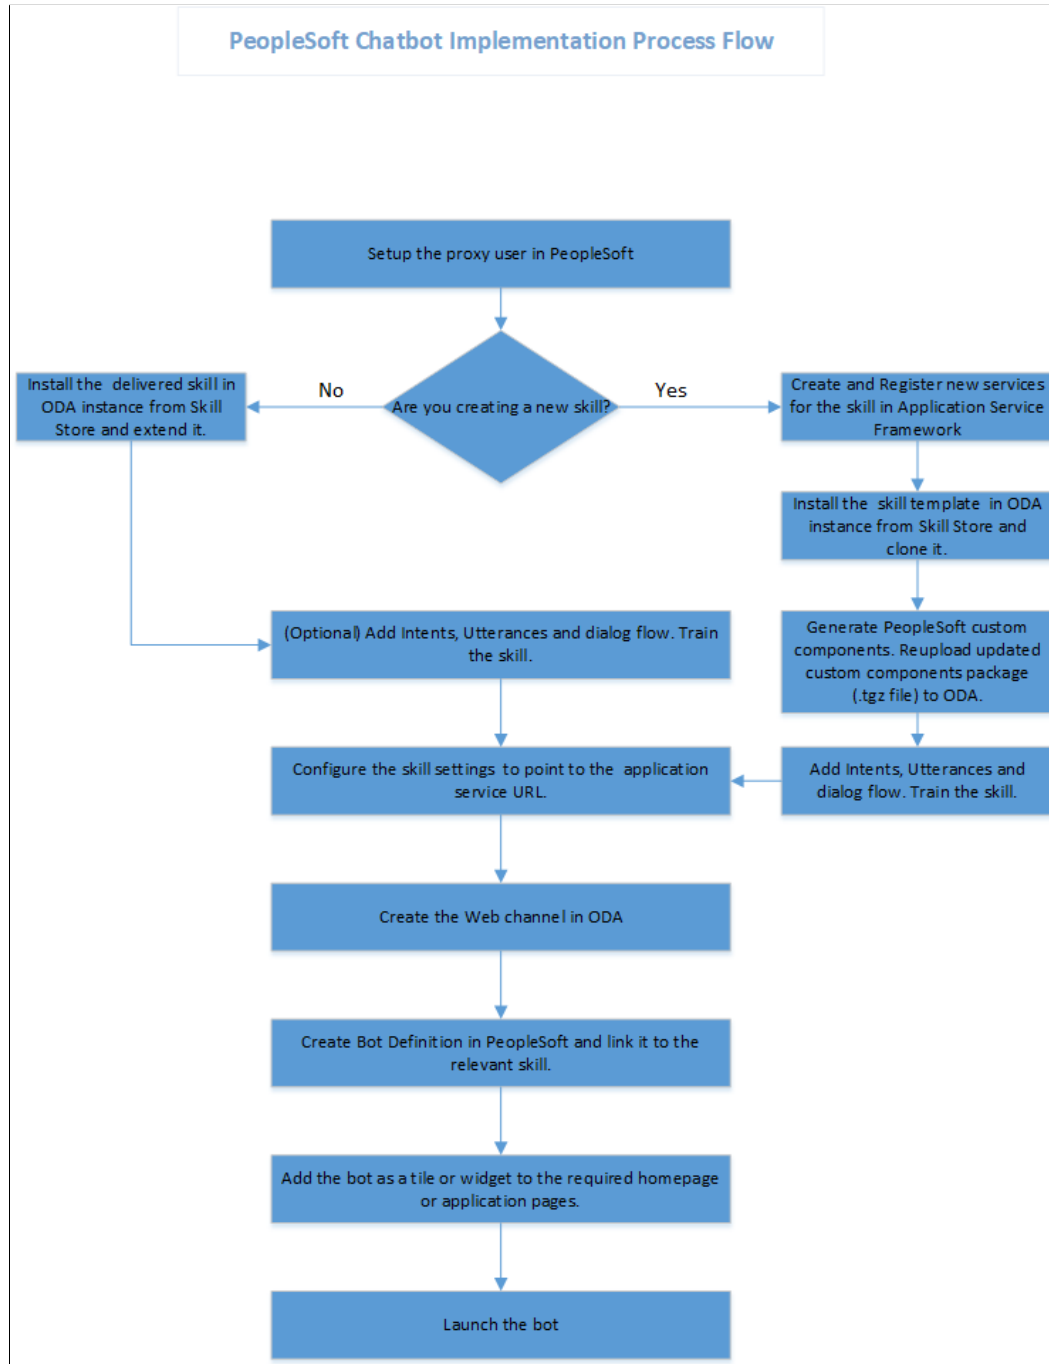 PeopleSoft Chatbot Implementation Process Flow
Setup the proxy user in PeopleSoft
Are you creating a new skill?
No
Yes
Install the delivered skill in
ODA instance from Skill
Store and extend it.
Create and Register new services
for the skill in Application Service
Framework
Install the skill template in ODA
instance from Skill Store and
clone it.
Generate PeopleSoft custom
components. Reupload updated
custom components package
(.tgz file) to ODA.
(Optional) Add Intents, Utterances and dialog flow. Train
the skill.
Add Intents, Utterances and
dialog flow. Train the skill.
Configure the skill settings to point to the application
service URL.
Create the Web channel in ODA
Create Bot Definition in PeopleSoft and link it to the
relevant skill.
Add the bot as a tile or widget to the required homepage
or application pages.
Launch the bot